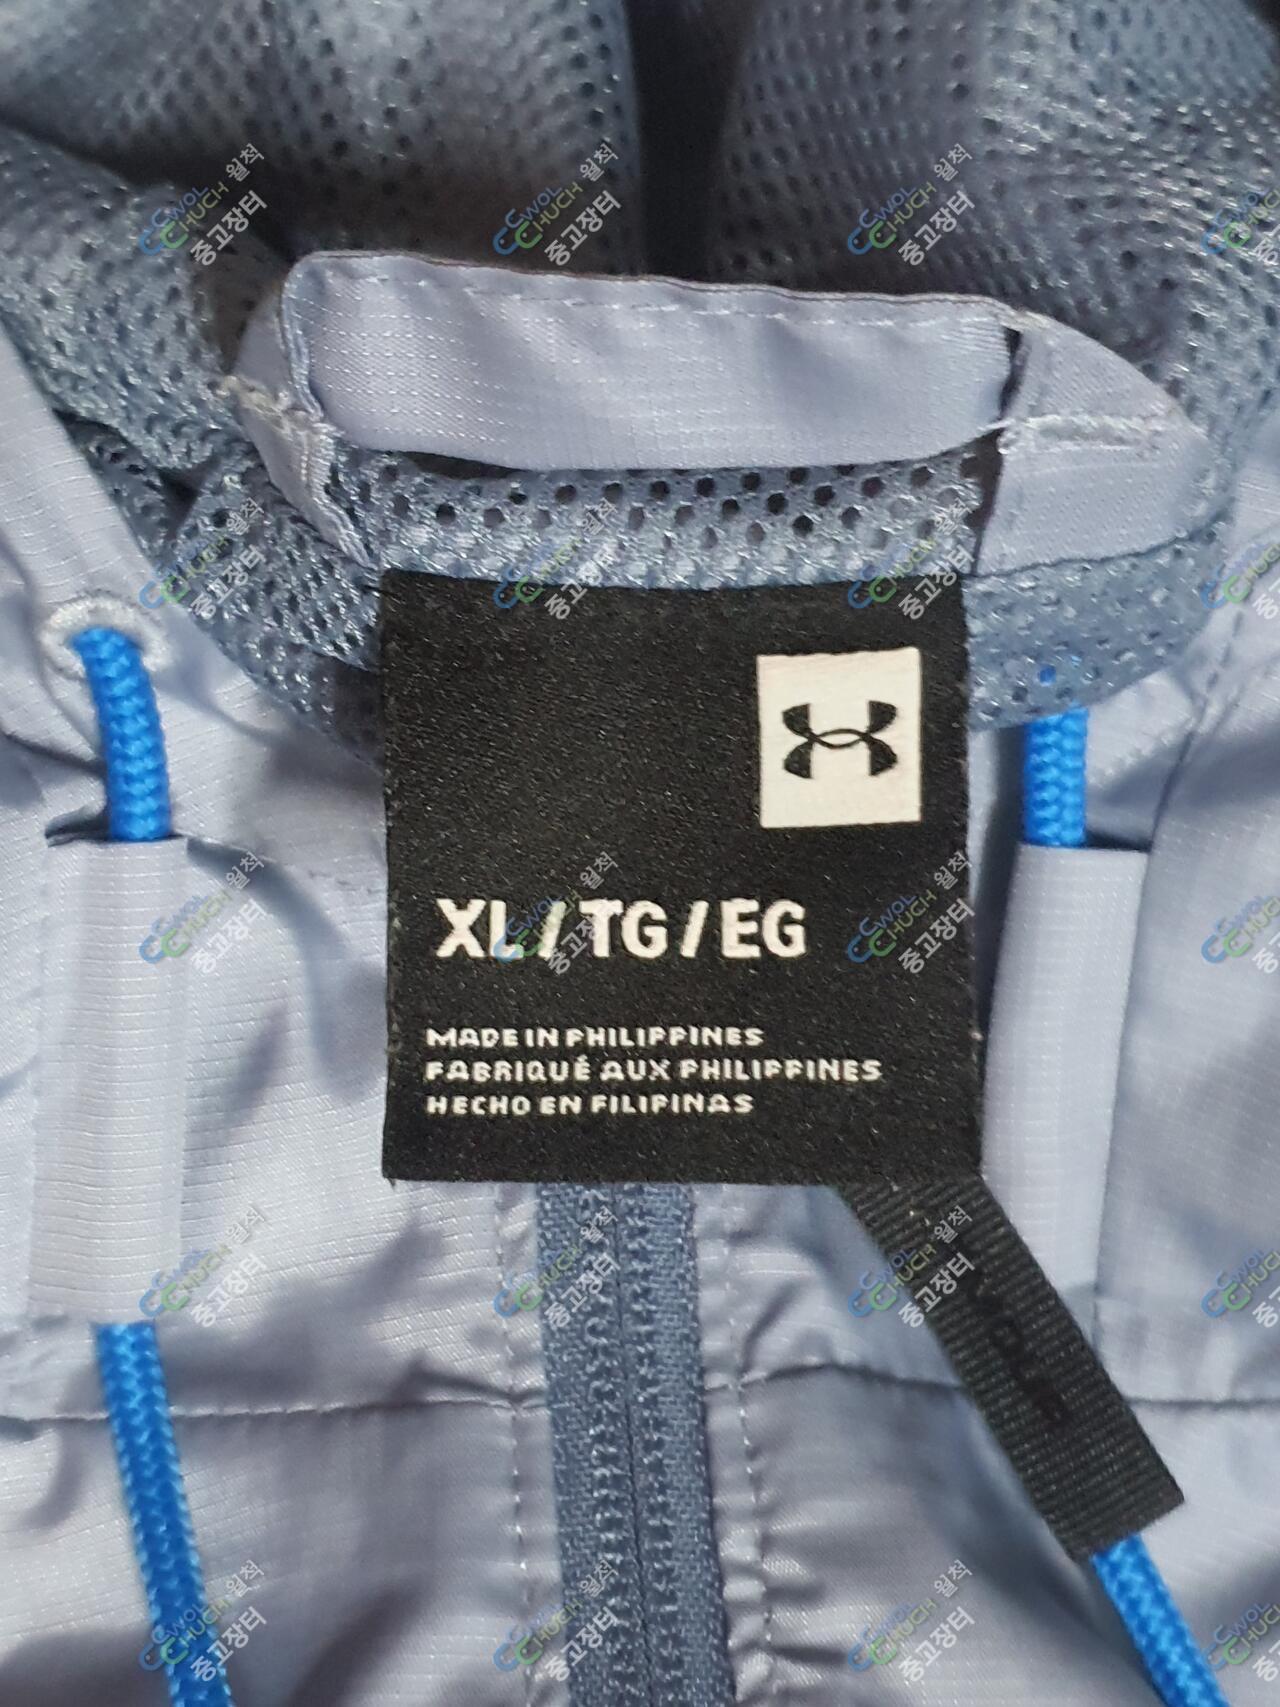 XL / TG / EG
MADE IN PHILIPPINES
FABRIQUÉ AUX PHILIPPINES
HECHO EN FILIPINAS
CWOL CHUCH 월척 중고장터